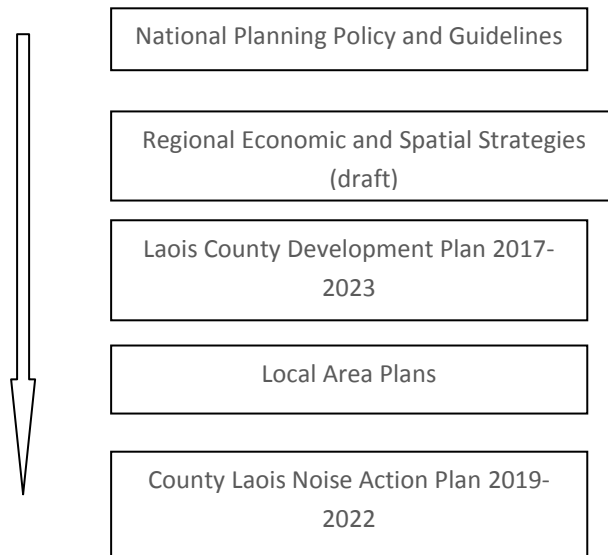 National Planning Policy and Guidelines
Regional Economic and Spatial Strategies
(draft)
Laois County Development Plan 2017-
2023
Local Area Plans
County Laois Noise Action Plan 2019-
2022